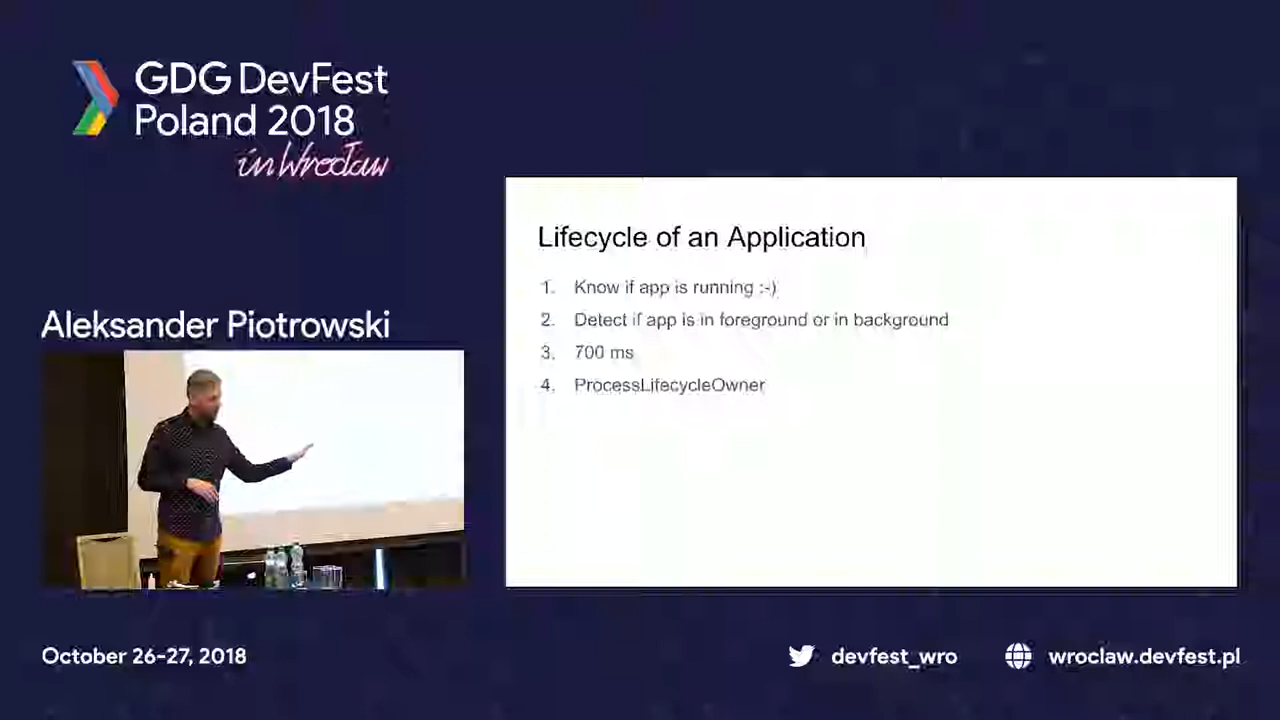 GDG DevFest
Poland 2018
in Wrocław
Aleksander Piotrowski
Lifecycle of an Application
1. Know if app is running :-)
2. Detect if app is in foreground or in background
3. 700 ms
4. ProcessLifecycleOwner
October 26-27, 2018
devfest_wro
wroclaw.devfest.pl